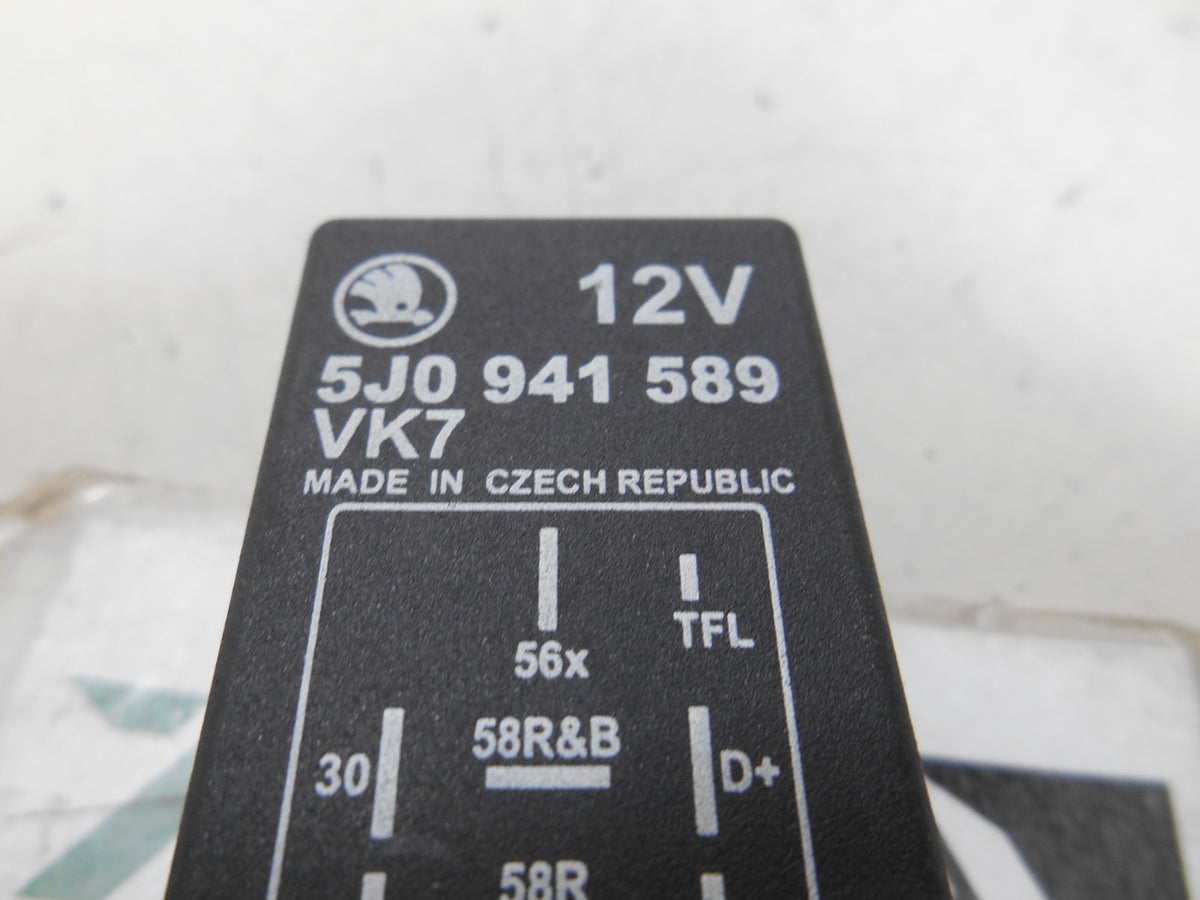 12V
5J0 941 589
VK7
MADE IN CZECH REPUBLIC
TFL
56x
58R&B
30
D+
58R